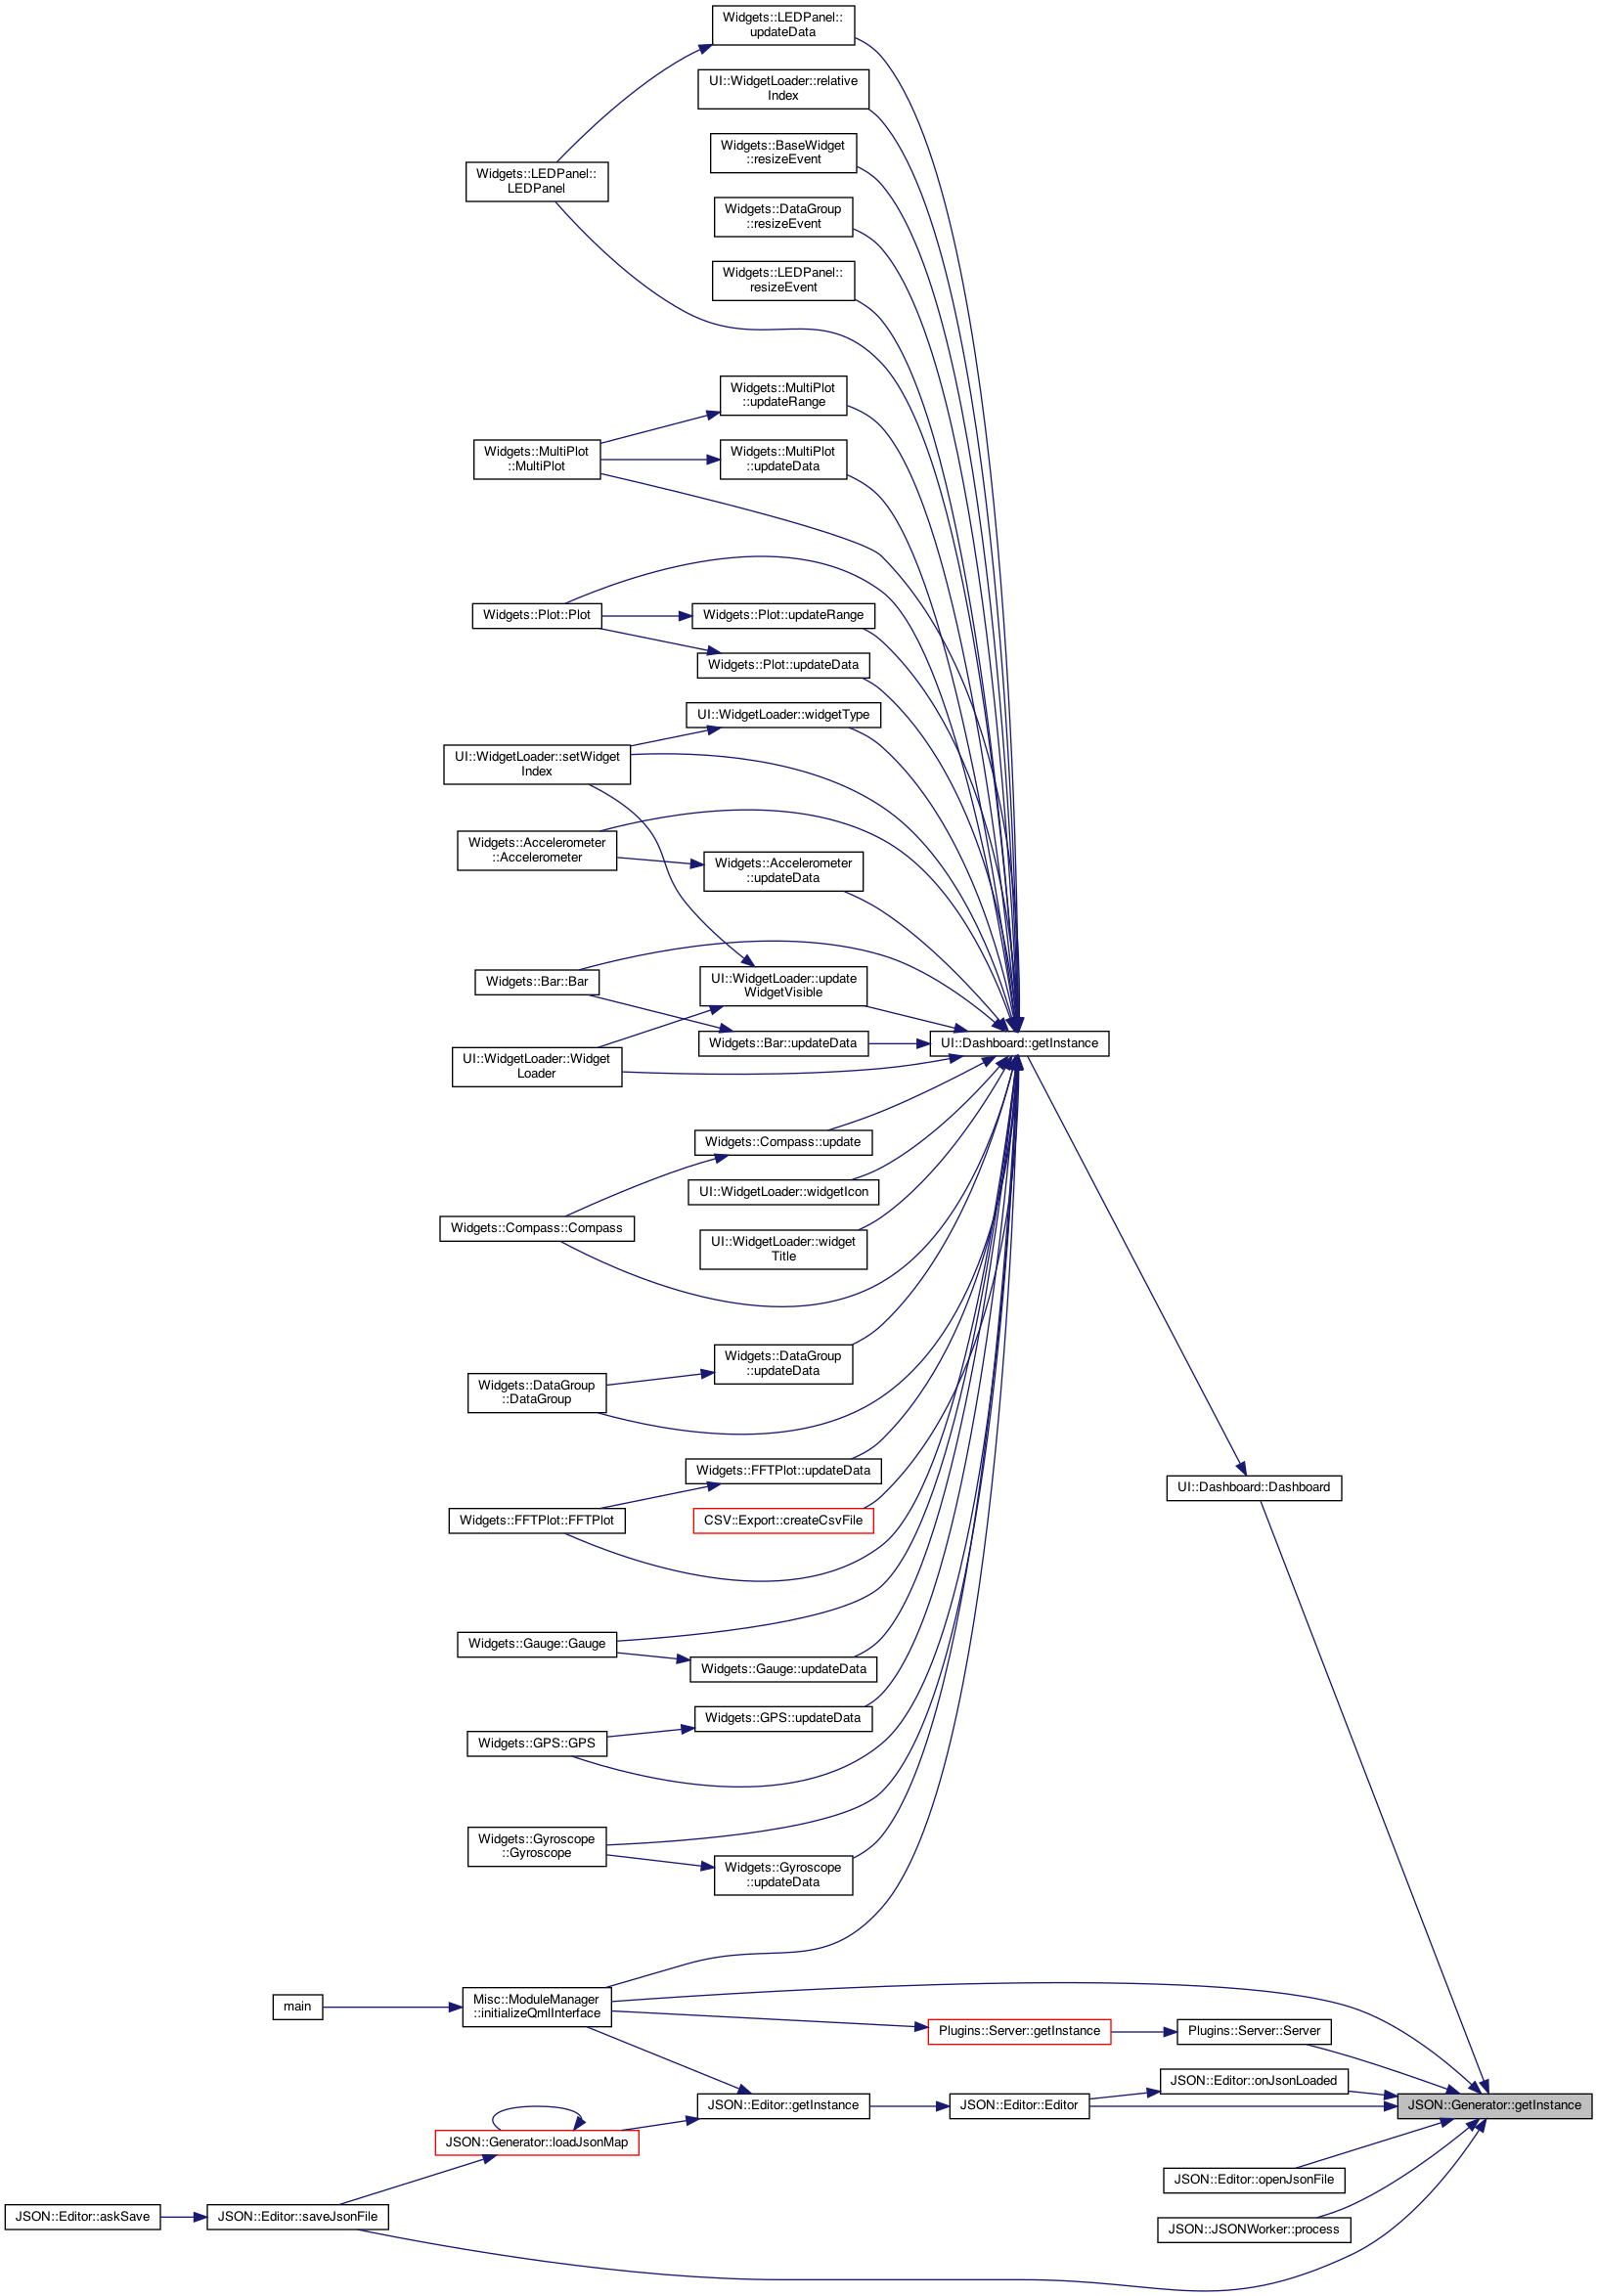 Widgets::LEDPanel::
updateData
UI::WidgetLoader::relative
Index
Widgets::BaseWidget
::resizeEvent
Widgets::LEDPanel::
LEDPanel
Widgets::DataGroup
::resizeEvent
Widgets::LEDPanel::
resizeEvent
Widgets::MultiPlot
::updateRange
Widgets::MultiPlot
::MultiPlot
Widgets::MultiPlot
::updateData
Widgets::Plot::Plot
Widgets::Plot::updateRange
Widgets::Plot::updateData
UI::WidgetLoader::widgetType
UI::WidgetLoader::setWidget
Index
Widgets::Accelerometer
::Accelerometer
Widgets::Accelerometer
::updateData
Widgets::Bar::Bar
UI::WidgetLoader::update
WidgetVisible
Widgets::Bar::updateData
UI::Dashboard::getInstance
UI::WidgetLoader::Widget
Loader
Widgets::Compass::update
UI::WidgetLoader::widgetIcon
Widgets::Compass::Compass
UI::WidgetLoader::widget
Title
Widgets::DataGroup
::updateData
Widgets::DataGroup
::DataGroup
Widgets::FFTPlot::updateData
UI::Dashboard::Dashboard
Widgets::FFTPlot::FFTPlot
CSV::Export::createCsvFile
Widgets::Gauge::Gauge
Widgets::Gauge::updateData
Widgets::GPS::updateData
Widgets::GPS::GPS
Widgets::Gyroscope
::Gyroscope
Widgets::Gyroscope
::updateData
main
Misc::ModuleManager
::initializeQmlInterface
Plugins::Server::getInstance
Plugins::Server::Server
JSON::Editor::onJsonLoaded
JSON::Editor::getInstance
JSON::Editor::Editor
JSON::Generator::getInstance
JSON::Generator::loadJsonMap
JSON::Editor::openJsonFile
JSON::Editor::askSave
JSON::Editor::saveJsonFile
JSON::JSONWorker::process